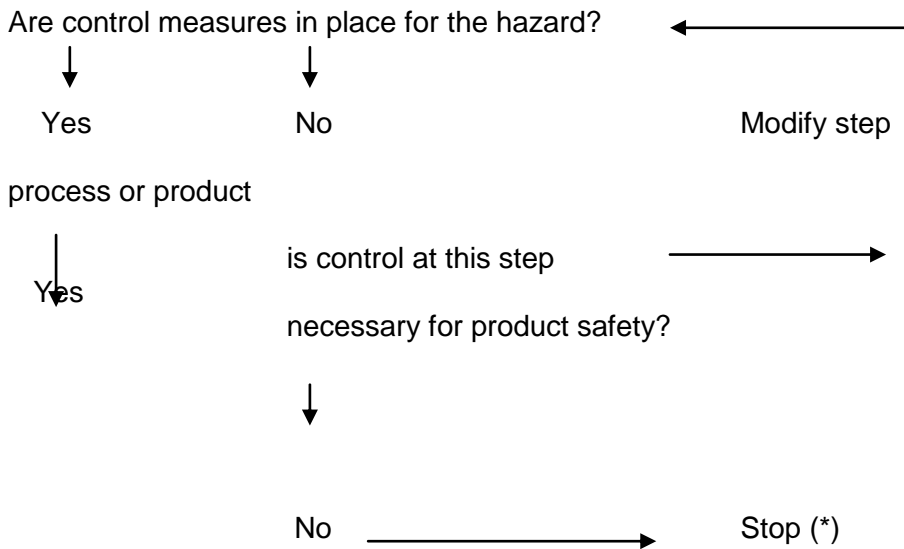 Are control measures in place for the hazard?
Yes No Modify step
process or product
is control at this step
Yes
necessary for product safety?
No Stop (*)